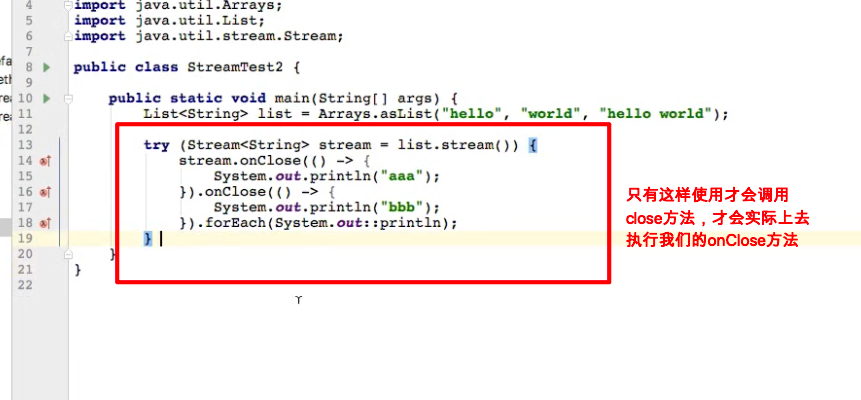 efa
eth
rea
rea
4 import java.util.Arrays;
5 import java.util.List;
6 import java.util.stream.Stream;
7
8 public class StreamTest2 {
9
10 public static void main(String[] args) {
11 List<String> list = Arrays.asList("hello", "world", "hello world");
12
13 try (Stream<String> stream = list.stream()) {
14 stream.onClose(() -> {
15 System.out.println("aaa");
16 }).onClose(() -> {
17 System.out.println("bbb");
18 }).forEach(System.out::println);
19 }
20 }
21 }
22
只有这样使用才会调用
close方法，才会实际上去
执行我们的onClose方法